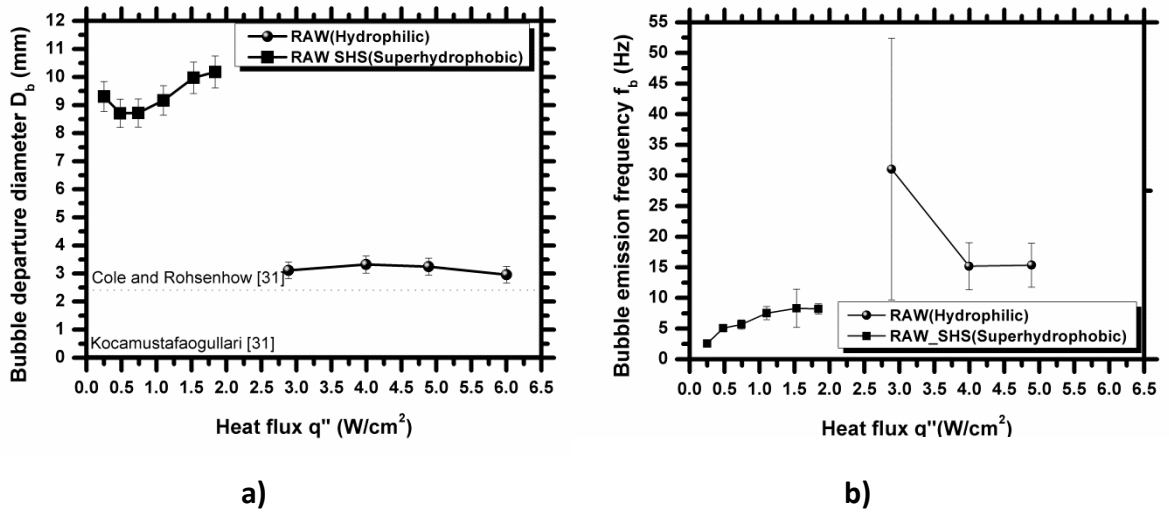 Bubble departure diameter D_b (mm)
12
11
10
9
8
7
6
5
4
3
2
1
0
RAW(Hydrophilic)
RAW SHS(Superhydrophobic)
Cole and Rohsenhow [31]
Kocamustafaogullari [31]
0.0 0.5 1.0 1.5 2.0 2.5 3.0 3.5 4.0 4.5 5.0 5.5 6.0 6.5
Heat flux q" (W/cm²)
a)
Bubble emission frequency f_b (Hz)
55
50
45
40
35
30
25
20
15
10
5
0
RAW(Hydrophilic)
RAW_SHS(Superhydrophobic)
0.0 0.5 1.0 1.5 2.0 2.5 3.0 3.5 4.0 4.5 5.0 5.5 6.0 6.5
Heat flux q"(W/cm²)
b)